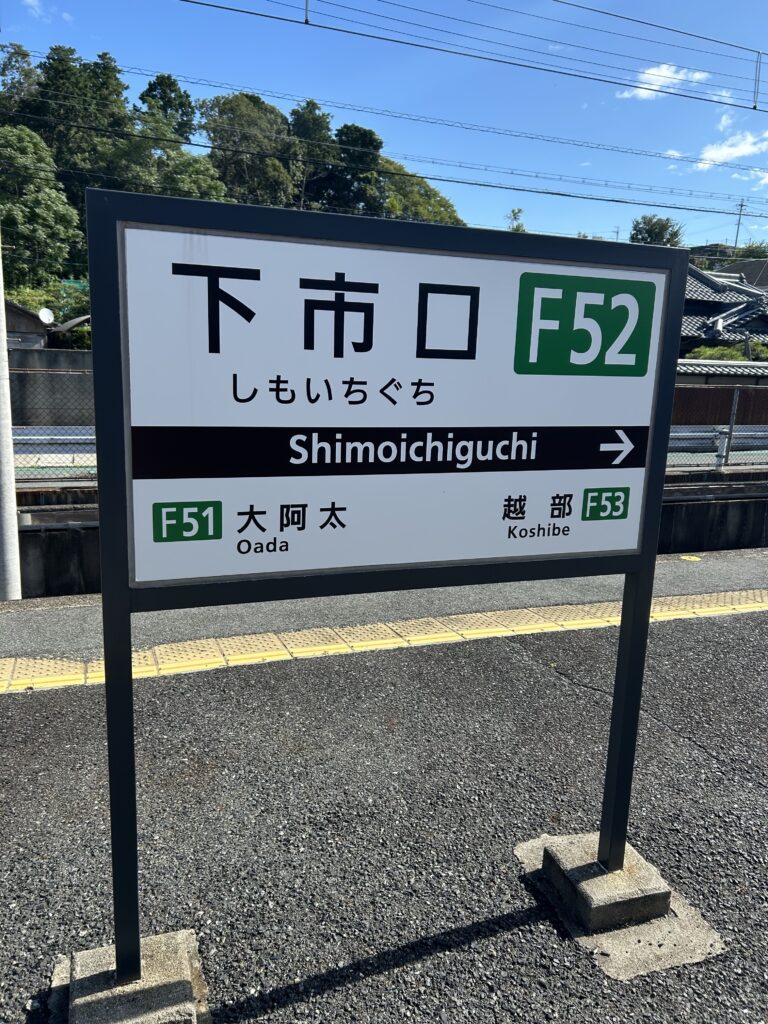 下市口 F52
しもいちぐち
Shimoichiguchi →
F51 大阿太
Oada
越部 F53
Koshibe